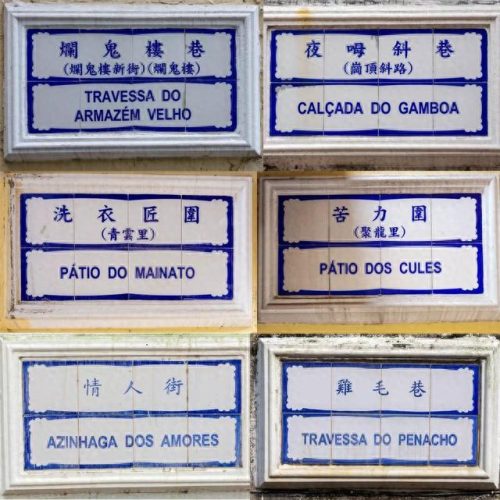 爛鬼樓巷
(爛鬼樓新街)(爛鬼樓)
TRAVESSA DO
ARMAZÉM VELHO
夜呣斜巷
(崗頂斜路)
CALÇADA DO GAMBOA
洗衣匠圍
(青雲里)
PÁTIO DO MAINATO
苦力圍
(聚龍里)
PÁTIO DOS CULES
情人街
AZINHAGA DOS AMORES
雞毛巷
TRAVESSA DO PENACHO